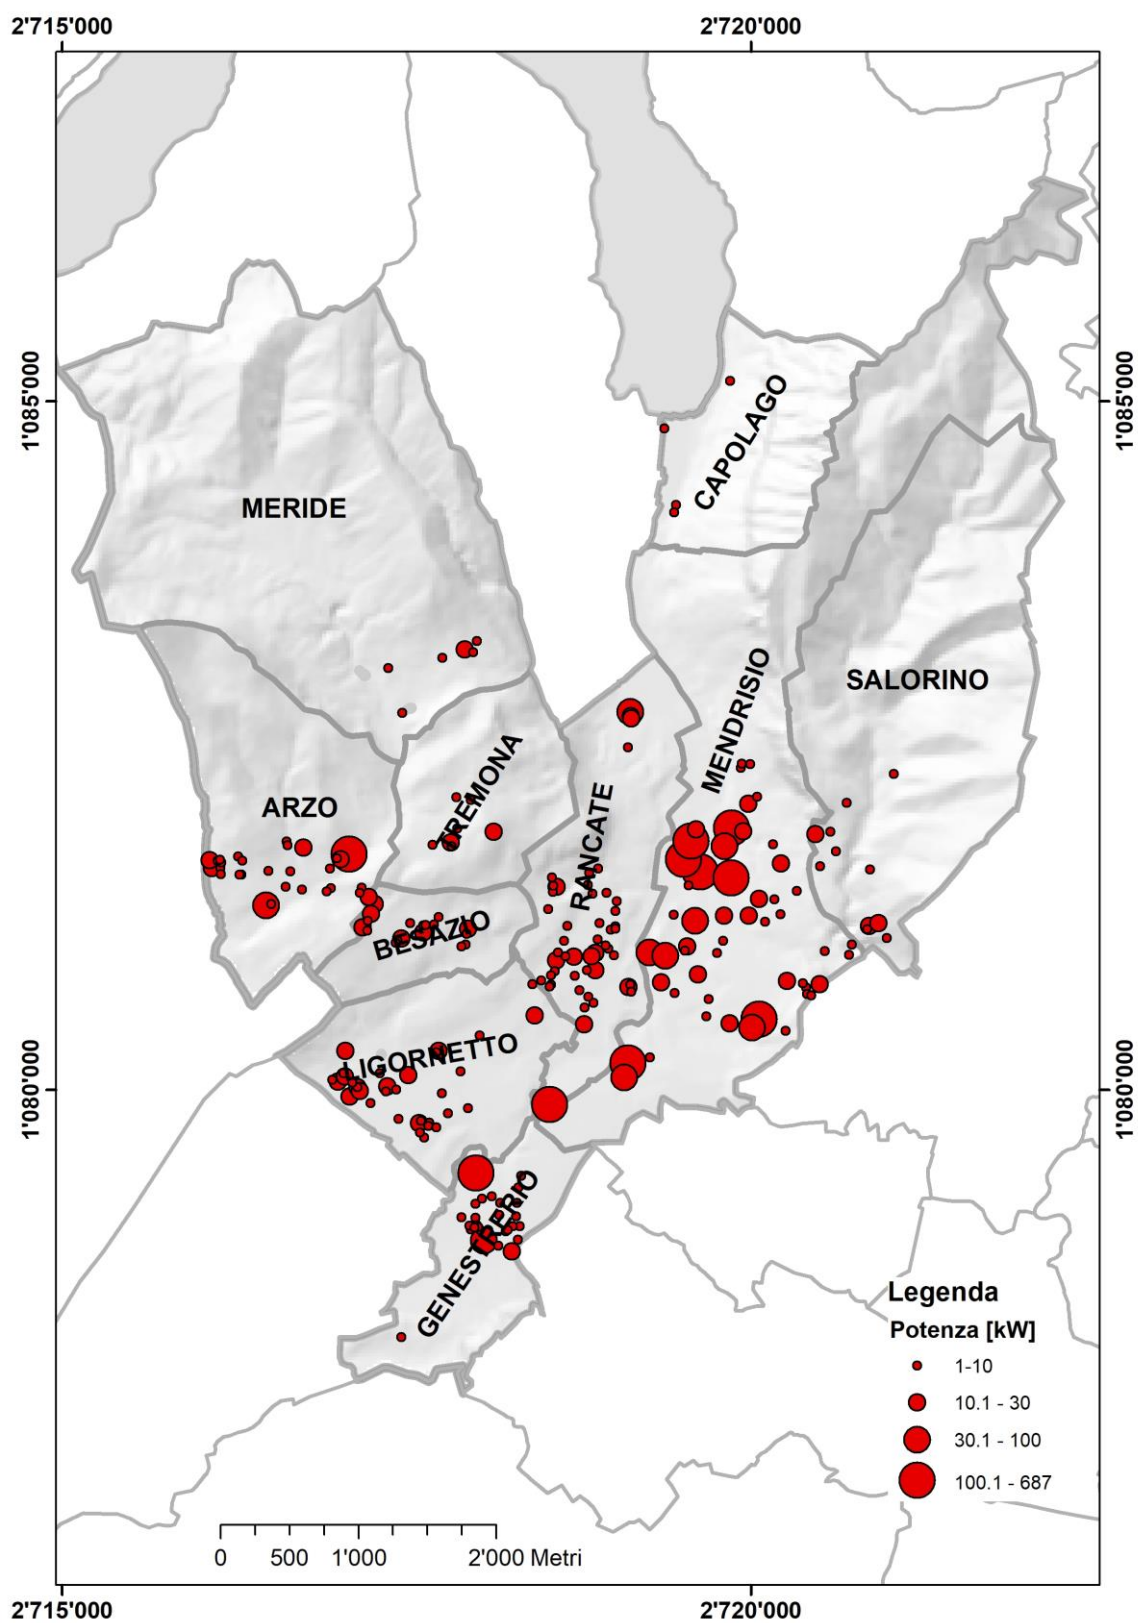 2'715'000 2'720'000
1'085'000 1'085'000
CAPOLAGO
MERIDE
SALORINO
MENDRISIO
TREMONA
ARZO
RANCATE
BESAZIO
LIGORNETTO
1'080'000 1'080'000
GENESTRERIO
Legenda
Potenza [kW]
1-10
10.1 - 30
30.1 - 100
100.1 - 687
0 500 1'000 2'000 Metri
2'715'000 2'720'000